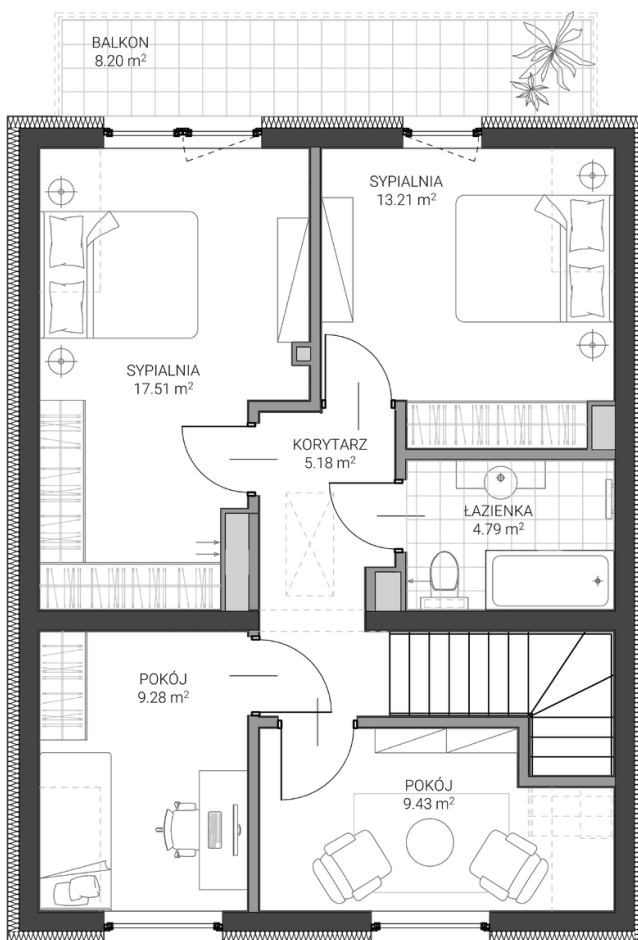 BALKON
8.20 m²
SYPIALNIA
13.21 m²
SYPIALNIA
17.51 m²
KORYTARZ
5.18 m²
ŁAZIENKA
4.79 m²
POKÓJ
9.28 m²
POKÓJ
9.43 m²